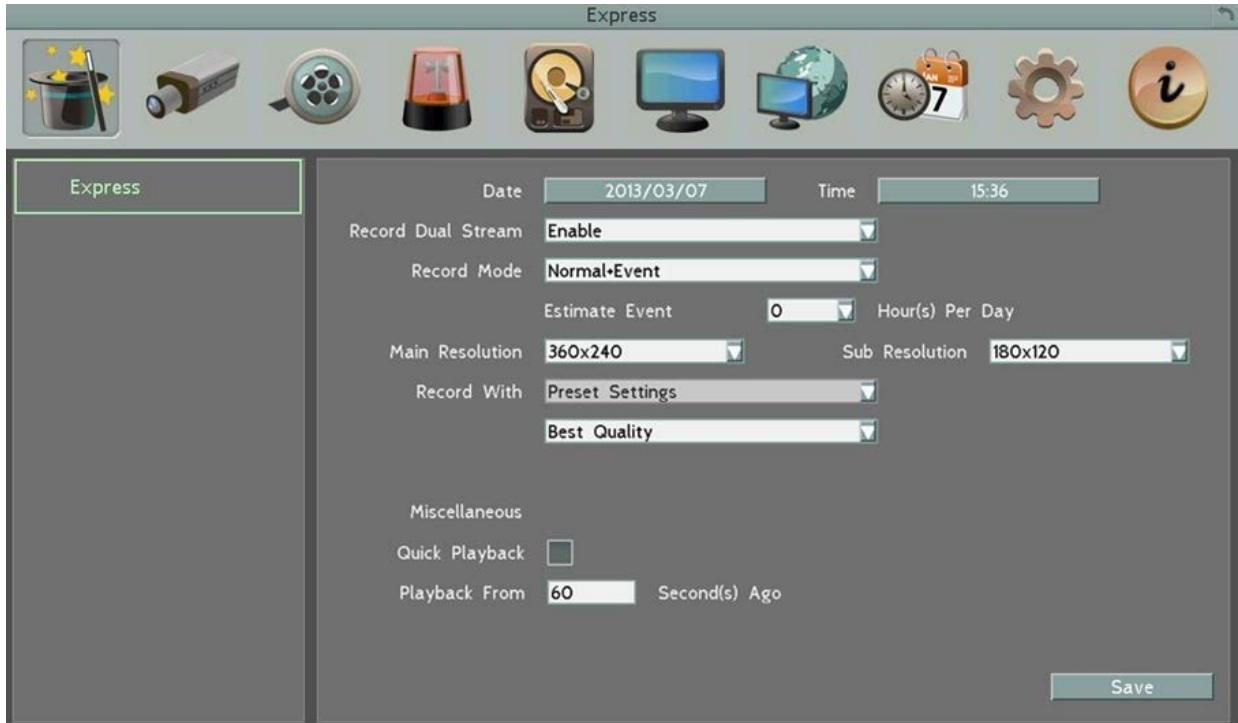 Express
JAN
7
Express
Date 2013/03/07 Time 15:36
Record Dual Stream Enable
Record Mode Normal+Event
Estimate Event 0 Hour(s) Per Day
Main Resolution 360x240 Sub Resolution 180x120
Record With Preset Settings
Best Quality
Miscellaneous
Quick Playback
Playback From 60 Second(s) Ago
Save